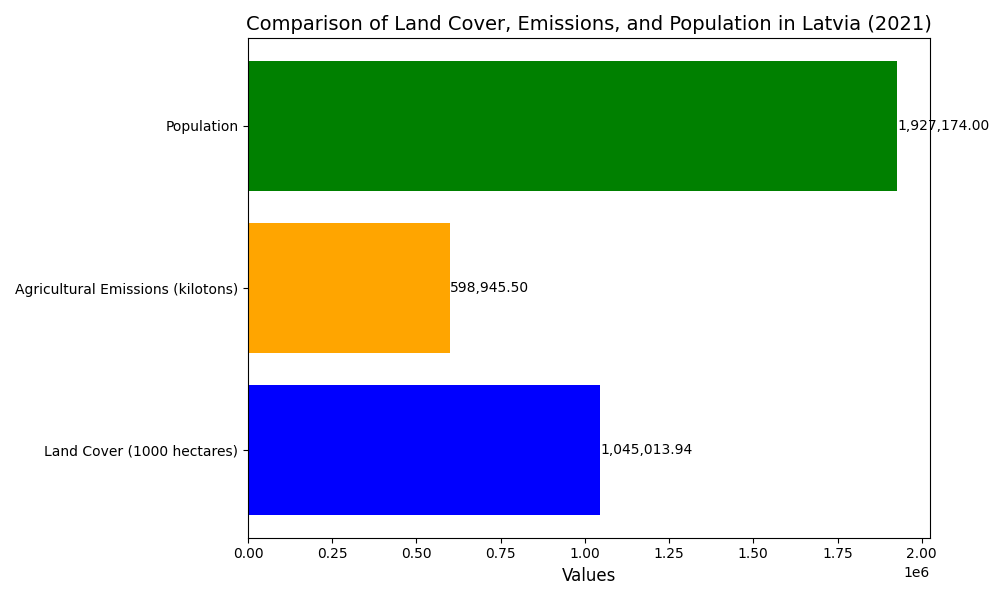 Comparison of Land Cover, Emissions, and Population in Latvia (2021)
Population
1,927,174.00
Agricultural Emissions (kilotons)
598,945.50
Land Cover (1000 hectares)
1,045,013.94
0.00 0.25 0.50 0.75 1.00 1.25 1.50 1.75 2.00
1e6
Values